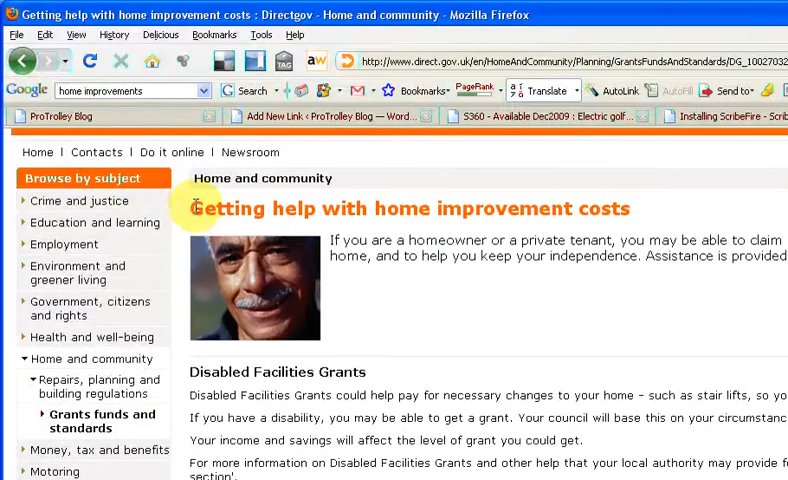 Getting help with home improvement costs : Directgov - Home and community - Mozilla Firefox
File Edit View History Delicious Bookmarks Tools Help
TAG aw http://www.direct.gov.uk/en/HomeAndCommunity/Planning/GrantsFundsAndStandards/DG_1002703
Google home improvements Search Bookmarks PageRank Translate AutoLink AutoFill Send to
ProTrolley Blog Add New Link ‹ ProTrolley Blog — Word... S360 - Available Dec2009 : Electric golf... Installing ScribeFire - Scrib
Home | Contacts | Do it online | Newsroom
Browse by subject
Crime and justice
Education and learning
Employment
Environment and
greener living
Government, citizens
and rights
Health and well-being
Home and community
Repairs, planning and
building regulations
Grants funds and
standards
Money, tax and benefits
Motoring
Home and community
Getting help with home improvement costs
If you are a homeowner or a private tenant, you may be able to claim
home, and to help you keep your independence. Assistance is provided
Disabled Facilities Grants
Disabled Facilities Grants could help pay for necessary changes to your home - such as stair lifts, so yo
If you have a disability, you may be able to get a grant. Your council will base this on your circumstanc
Your income and savings will affect the level of grant you could get.
For more information on Disabled Facilities Grants and other help that your local authority may provide f
section'.